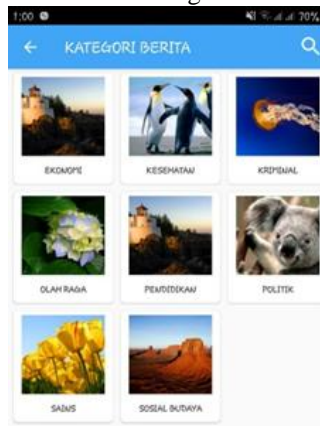 1:00 70%
KATEGORI BERITA
EKONOMI KESEHATAN KRIMINAL
OLAH RAGA PENDIDIKAN POLITIK
SAINS SOSIAL BUDAYA